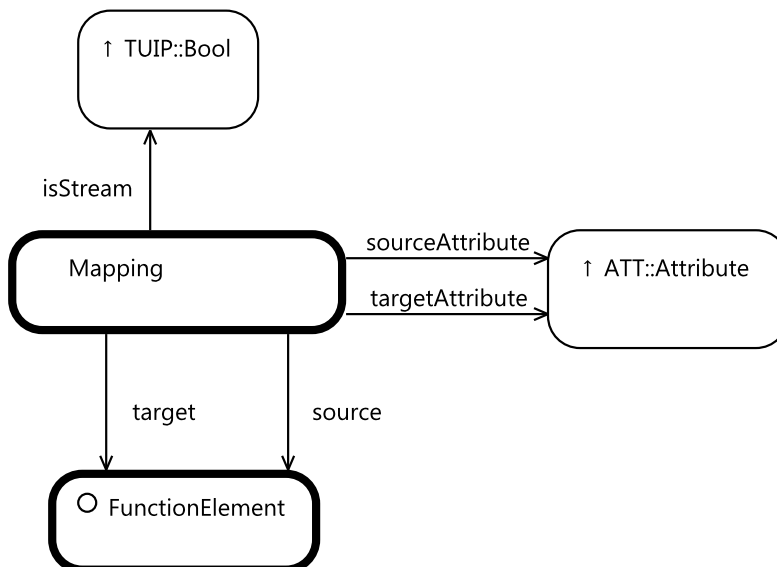 ↑ TUIP::Bool
isStream
Mapping
sourceAttribute
targetAttribute
↑ ATT::Attribute
target
source
FunctionElement